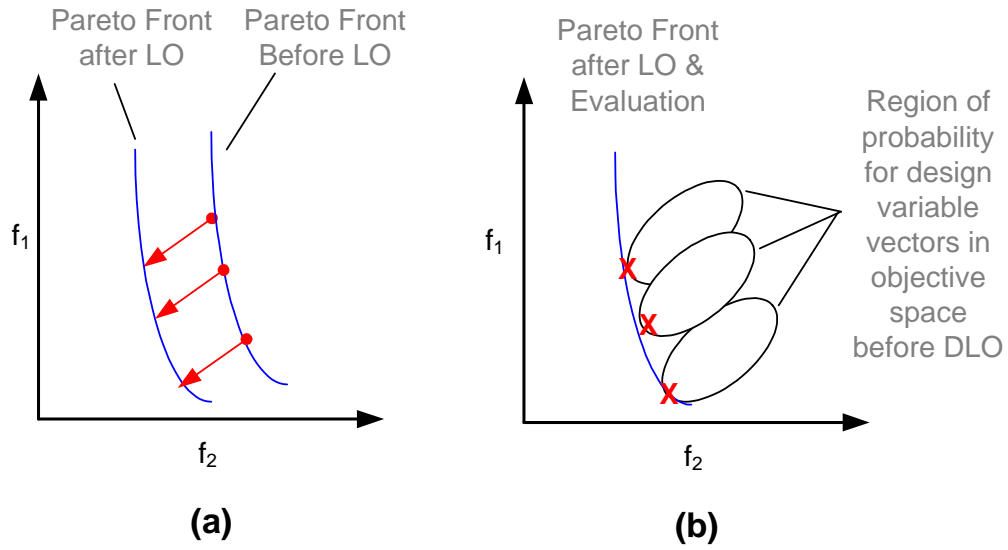 Pareto Front
after LO
Pareto Front
Before LO
f1
f2
(a)
Pareto Front
after LO &
Evaluation
Region of
probability
for design
variable
vectors in
objective
space
before DLO
f1
X
X
X
f2
(b)